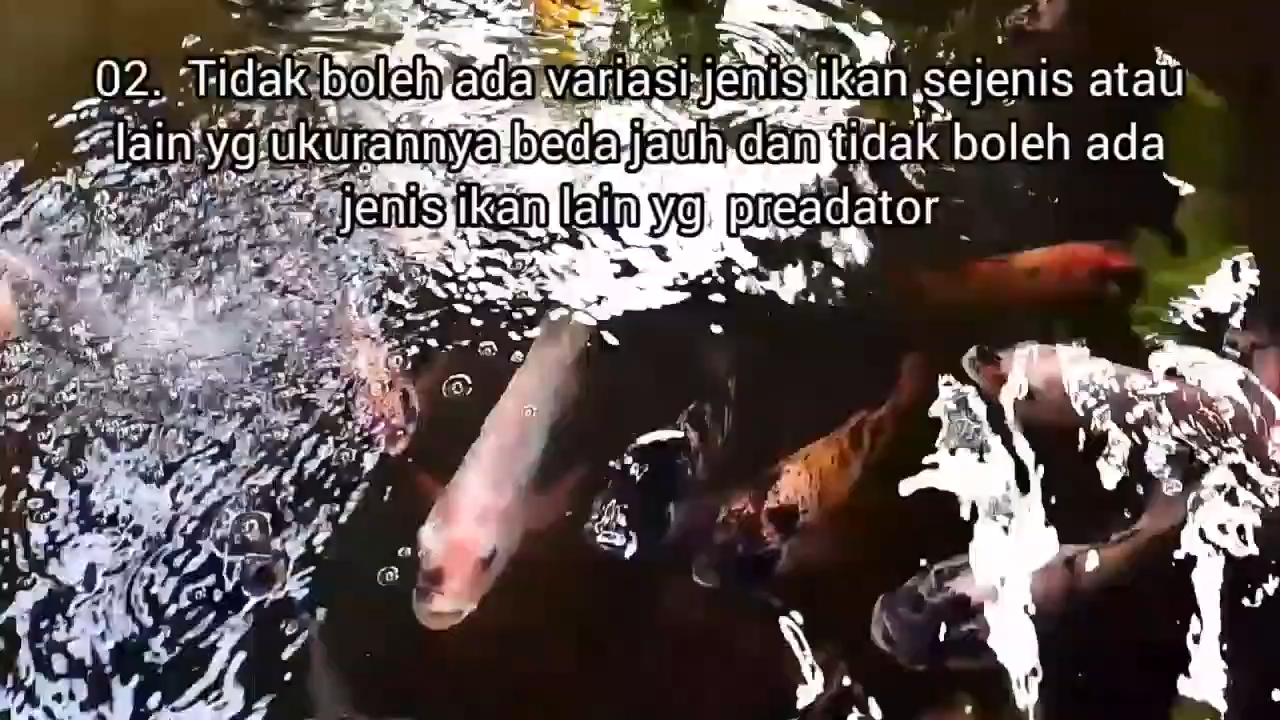 02. Tidak boleh ada variasi jenis ikan sejenis atau
lain yg ukurannya beda jauh dan tidak boleh ada
jenis ikan lain yg preadator